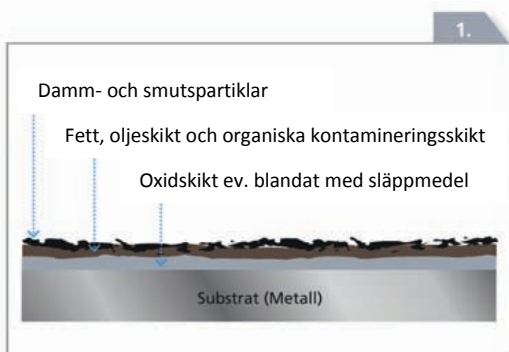 1.
Damm- och smutspartiklar
Fett, oljeskikt och organiska kontamineringsskikt
Oxidskikt ev. blandat med släppmedel
Substrat (Metall)